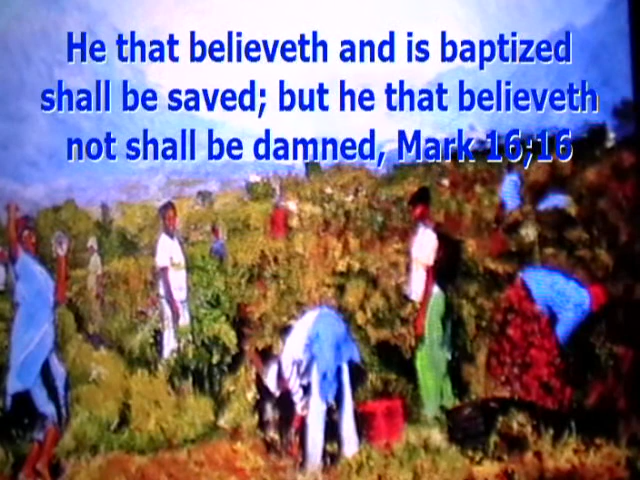 He that believeth and is baptized
shall be saved; but he that believeth
not shall be damned, Mark 16;16